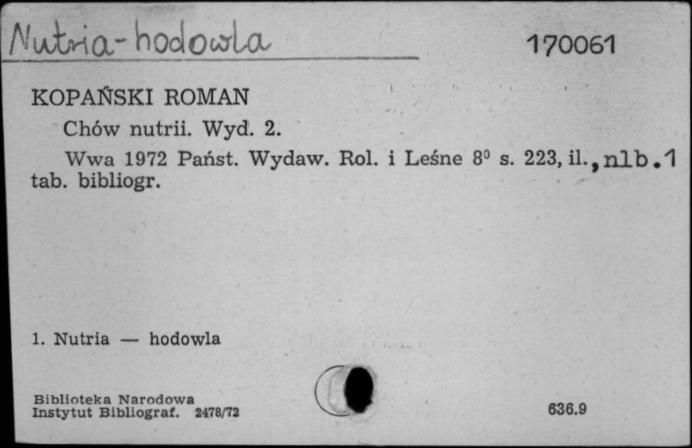 Nutria-hodowla
170061
KOPAŃSKI ROMAN
Chów nutrii. Wyd. 2.
Wwa 1972 Państ. Wydaw. Rol. i Leśne 8⁰ s. 223, il., nlb.1
tab. bibliogr.
1. Nutria — hodowla
Biblioteka Narodowa
Instytut Bibliograf. 2478/72
636.9